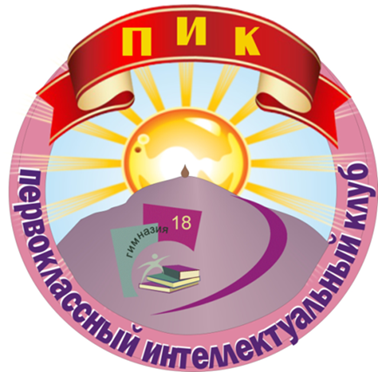 ПИК
гимназия 18
первоклассный интеллектуальный клуб